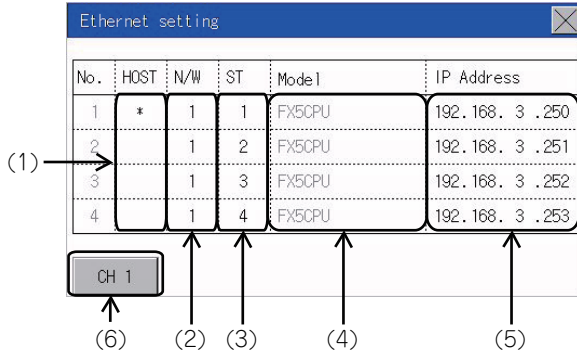 Ethernet setting
No. HOST N/W ST Model IP Address
1 * 1 1 FX5CPU 192.168. 3 .250
2 1 2 FX5CPU 192.168. 3 .251
3 1 3 FX5CPU 192.168. 3 .252
4 1 4 FX5CPU 192.168. 3 .253
(1)
CH 1
(6) (2) (3) (4) (5)